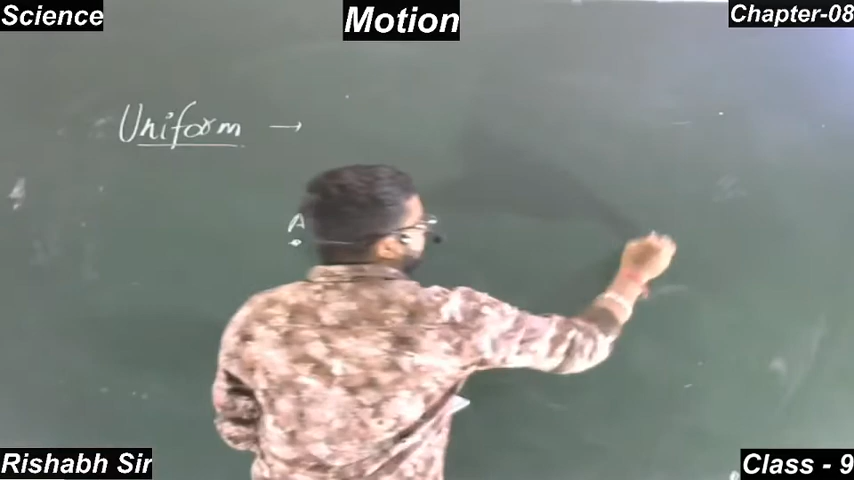 Science
Motion
Chapter-08
Uniform →
A
Rishabh Sir
Class - 9